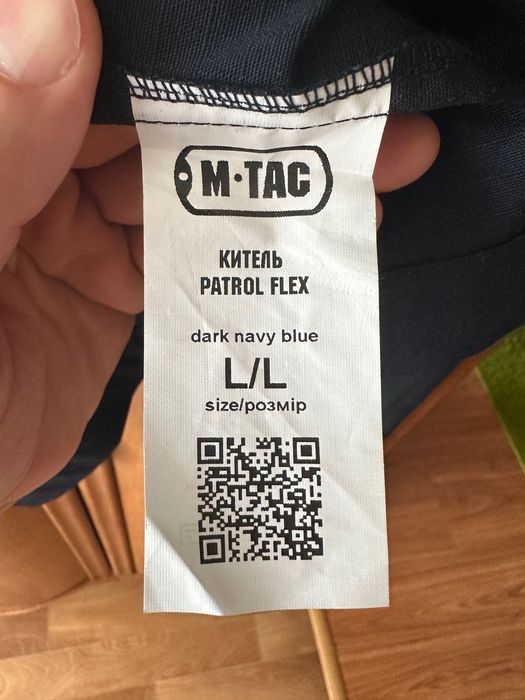 M·TAC
КИТЕЛЬ
PATROL FLEX
dark navy blue
L/L
size/розмір